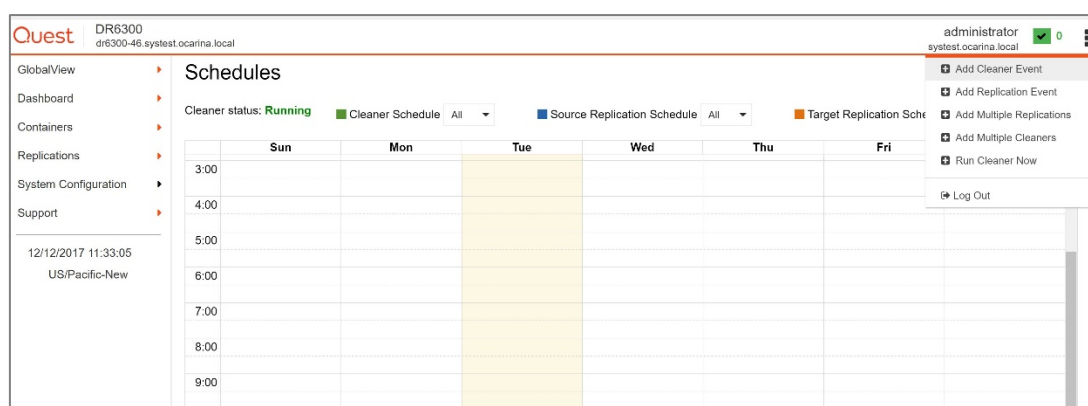 Quest DR6300
dr6300-46.systest.ocarina.local
administrator
systest.ocarina.local
0
GlobalView
Dashboard
Containers
Replications
System Configuration
Support
12/12/2017 11:33:05
US/Pacific-New
Schedules
Cleaner status: Running Cleaner Schedule All Source Replication Schedule All Target Replication Sche
Sun Mon Tue Wed Thu Fri
3:00
4:00
5:00
6:00
7:00
8:00
9:00
Add Cleaner Event
Add Replication Event
Add Multiple Replications
Add Multiple Cleaners
Run Cleaner Now
Log Out